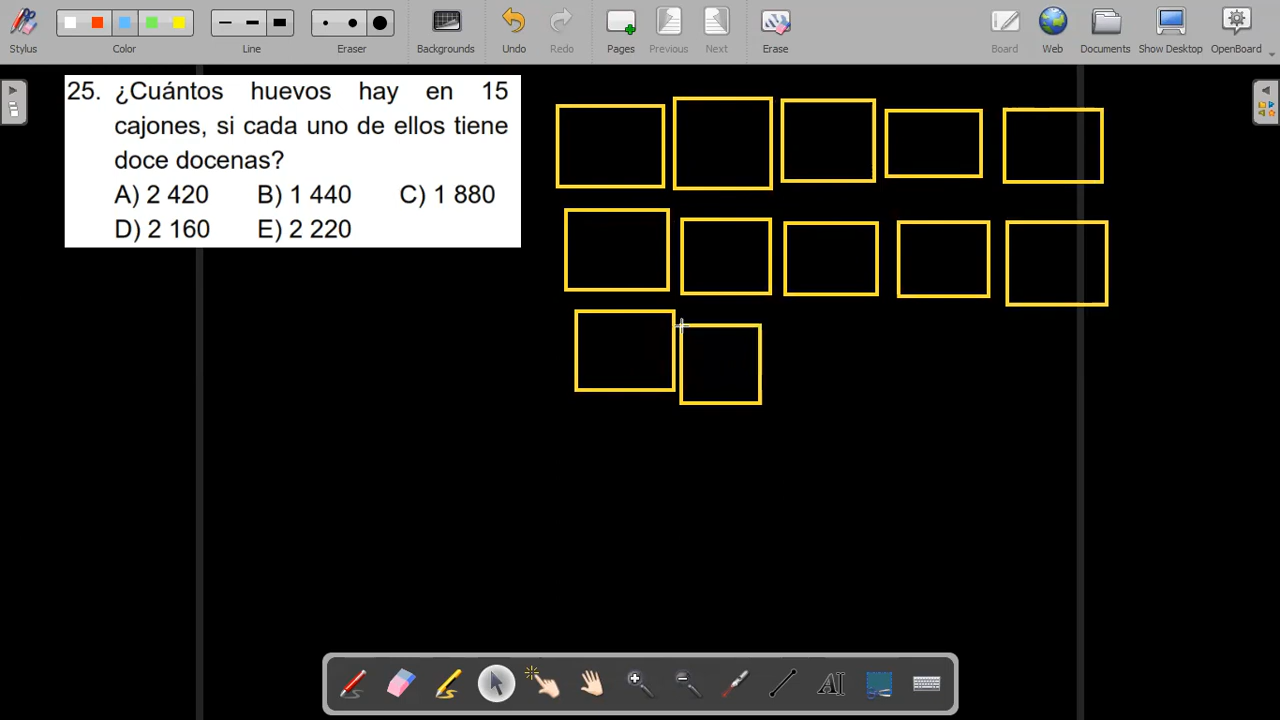 Stylus Color Line Eraser Backgrounds Undo Redo Pages Previous Next Erase Board Web Documents Show Desktop OpenBoard
25. ¿Cuántos huevos hay en 15
cajones, si cada uno de ellos tiene
doce docenas?
A) 2 420 B) 1 440 C) 1 880
D) 2 160 E) 2 220
AI